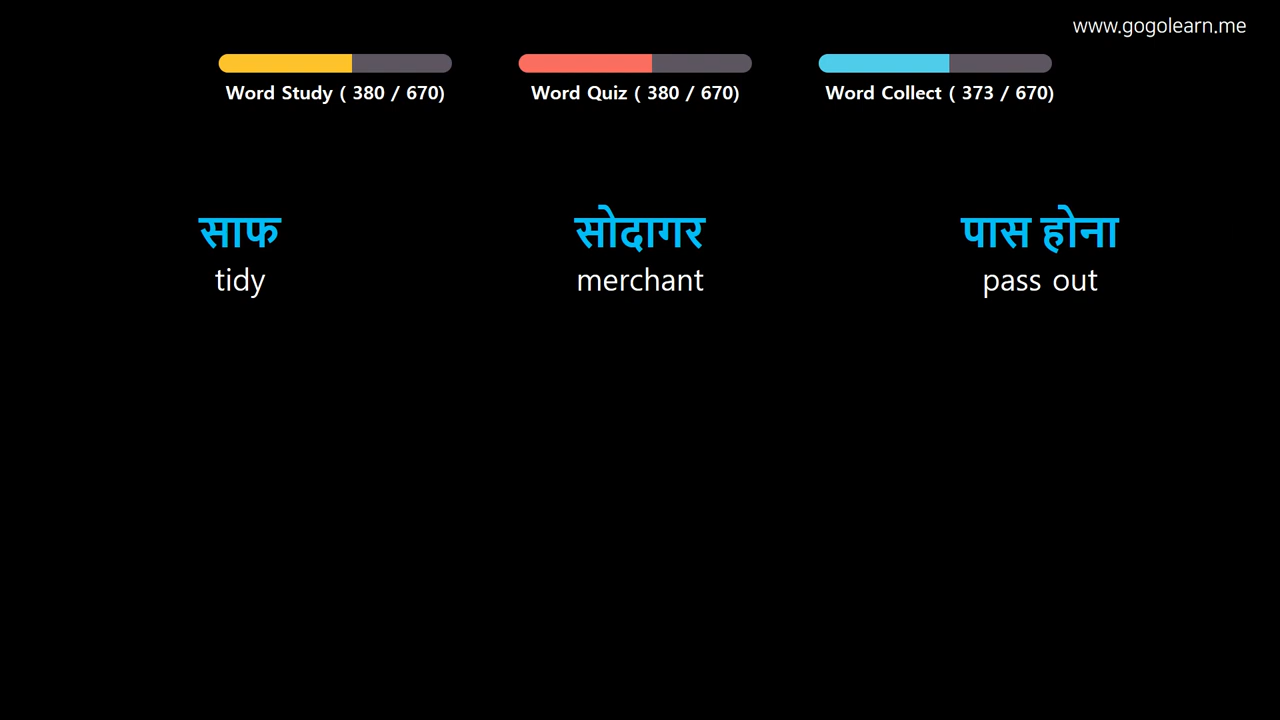 www.gogolearn.me
Word Study ( 380 / 670)
Word Quiz ( 380 / 670)
Word Collect ( 373 / 670)
साफ
tidy
सोदागर
merchant
पास होना
pass out